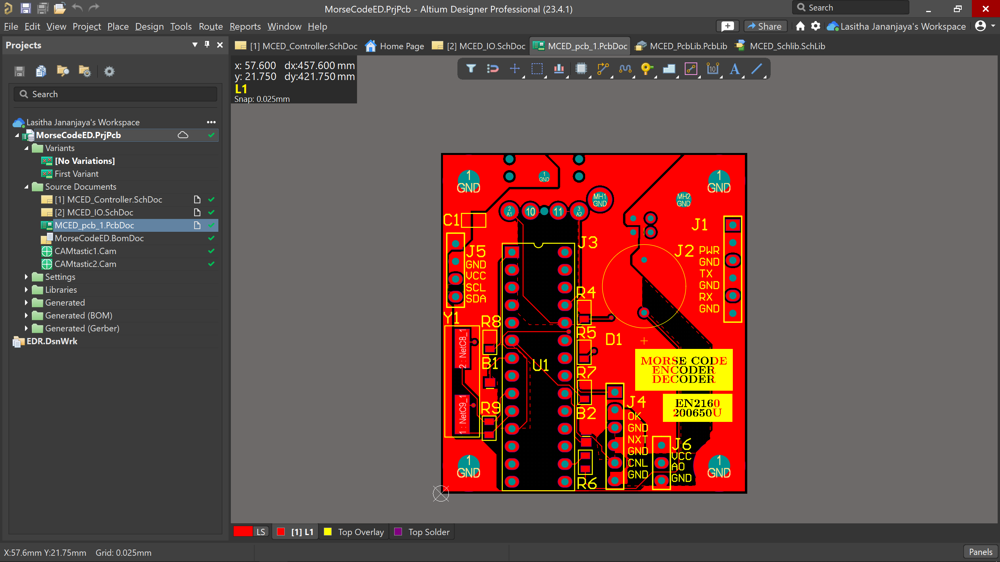 MorseCodeED.PrjPcb - Altium Designer Professional (23.4.1)
Search
File Edit View Project Place Design Tools Route Reports Window Help
Share
Lasitha Jananjaya's Workspace
Projects
[1] MCED_Controller.SchDoc
Home Page
[2] MCED_IO.SchDoc
MCED_pcb_1.PcbDoc
MCED_PcbLib.PcbLib
MCED_Schlib.SchLib
x: 57.600 dx:457.600 mm
y: 21.750 dy:421.750 mm
L1
Snap: 0.025mm
10
A
Search
Lasitha Jananjaya's Workspace
MorseCodeED.PrjPcb
Variants
[No Variations]
First Variant
Source Documents
[1] MCED_Controller.SchDoc
[2] MCED_IO.SchDoc
MCED_pcb_1.PcbDoc
MorseCodeED.BomDoc
CAMtastic1.Cam
CAMtastic2.Cam
Settings
Libraries
Generated
Generated (BOM)
Generated (Gerber)
EDR.DsnWrk
1
GND
1
GND
1
GND
MH1
GND
MH2
GND
2
A1
10
11
3
A2
C1
J1
J3
J5
GND
VCC
SCL
SDA
J2
PWR
GND
TX
GND
RX
GND
R4
Y1
R8
R5
D1
2 : NetC8_1
B1
U1
R7
MORSE CODE
ENCODER
DECODER
EN2160
200650U
1 : NetC9_1
R9
B2
J4
OK
GND
NXT
GND
CNL
GND
J6
VCC
AO
GND
R6
1
GND
1
GND
LS
[1] L1
Top Overlay
Top Solder
X:57.6mm Y:21.75mm Grid: 0.025mm
Panels